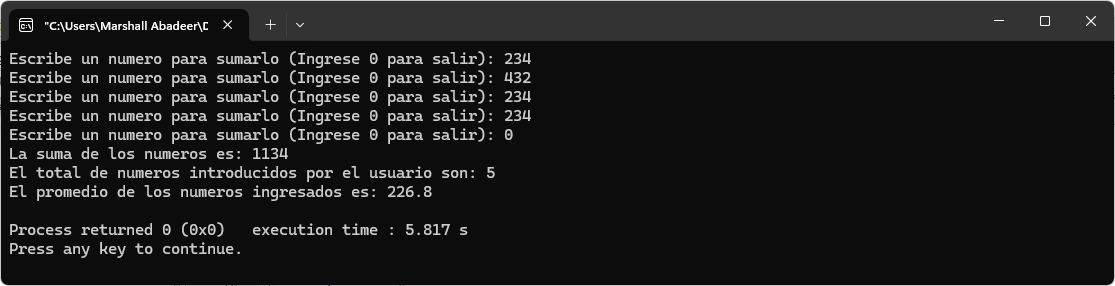 "C:\Users\Marshall Abadeer\D
Escribe un numero para sumarlo (Ingrese 0 para salir): 234
Escribe un numero para sumarlo (Ingrese 0 para salir): 432
Escribe un numero para sumarlo (Ingrese 0 para salir): 234
Escribe un numero para sumarlo (Ingrese 0 para salir): 234
Escribe un numero para sumarlo (Ingrese 0 para salir): 0
La suma de los numeros es: 1134
El total de numeros introducidos por el usuario son: 5
El promedio de los numeros ingresados es: 226.8
Process returned 0 (0x0)   execution time : 5.817 s
Press any key to continue.